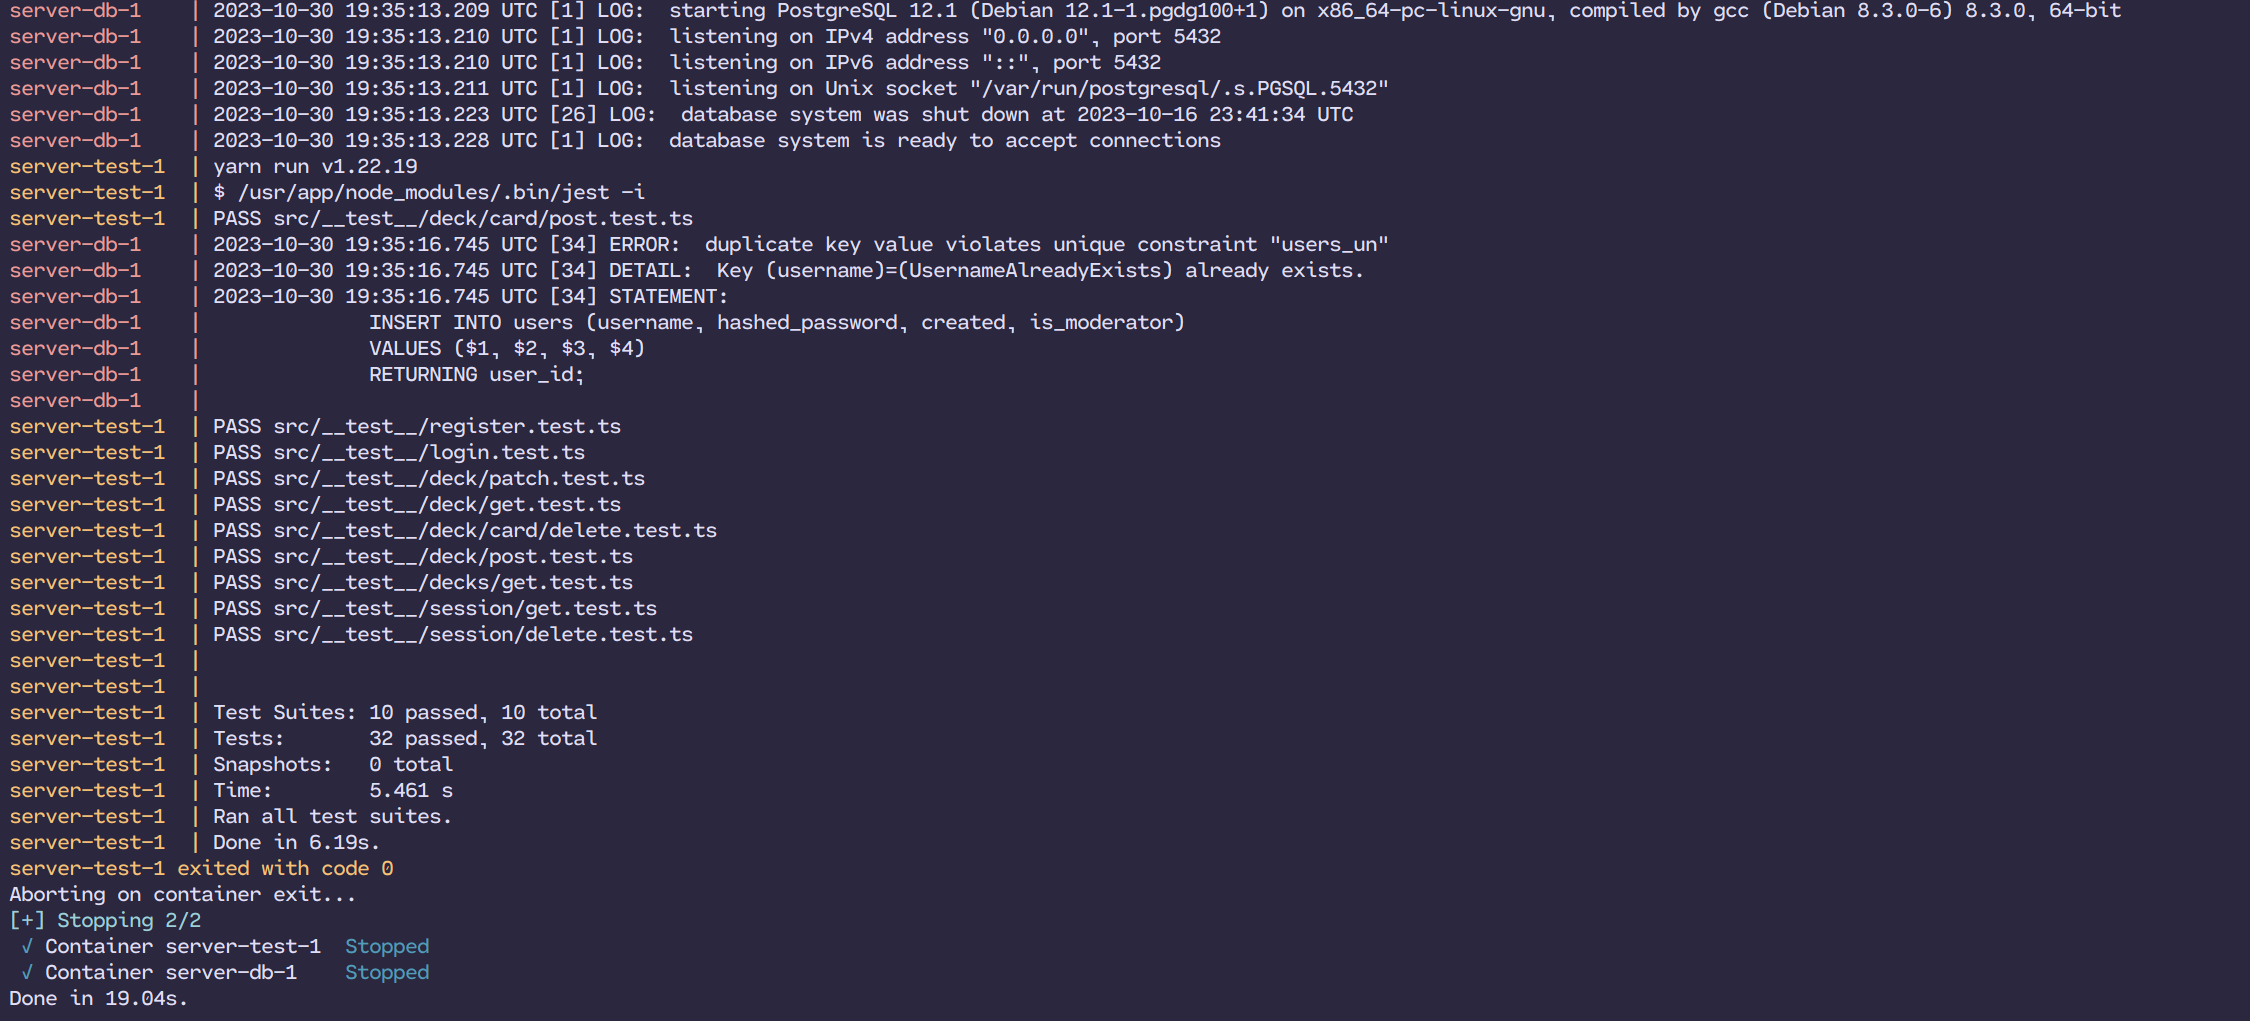 server-db-1    | 2023-10-30 19:35:13.209 UTC [1] LOG:  starting PostgreSQL 12.1 (Debian 12.1-1.pgdg100+1) on x86_64-pc-linux-gnu, compiled by gcc (Debian 8.3.0-6) 8.3.0, 64-bit
server-db-1    | 2023-10-30 19:35:13.210 UTC [1] LOG:  listening on IPv4 address "0.0.0.0", port 5432
server-db-1    | 2023-10-30 19:35:13.210 UTC [1] LOG:  listening on IPv6 address "::", port 5432
server-db-1    | 2023-10-30 19:35:13.211 UTC [1] LOG:  listening on Unix socket "/var/run/postgresql/.s.PGSQL.5432"
server-db-1    | 2023-10-30 19:35:13.223 UTC [26] LOG:  database system was shut down at 2023-10-16 23:41:34 UTC
server-db-1    | 2023-10-30 19:35:13.228 UTC [1] LOG:  database system is ready to accept connections
server-test-1  | yarn run v1.22.19
server-test-1  | $ /usr/app/node_modules/.bin/jest -i
server-test-1  | PASS src/__test__/deck/card/post.test.ts
server-db-1    | 2023-10-30 19:35:16.745 UTC [34] ERROR:  duplicate key value violates unique constraint "users_un"
server-db-1    | 2023-10-30 19:35:16.745 UTC [34] DETAIL:  Key (username)=(UsernameAlreadyExists) already exists.
server-db-1    | 2023-10-30 19:35:16.745 UTC [34] STATEMENT:
server-db-1    |              INSERT INTO users (username, hashed_password, created, is_moderator)
server-db-1    |              VALUES ($1, $2, $3, $4)
server-db-1    |              RETURNING user_id;
server-db-1    |
server-test-1  | PASS src/__test__/register.test.ts
server-test-1  | PASS src/__test__/login.test.ts
server-test-1  | PASS src/__test__/deck/patch.test.ts
server-test-1  | PASS src/__test__/deck/get.test.ts
server-test-1  | PASS src/__test__/deck/card/delete.test.ts
server-test-1  | PASS src/__test__/deck/post.test.ts
server-test-1  | PASS src/__test__/decks/get.test.ts
server-test-1  | PASS src/__test__/session/get.test.ts
server-test-1  | PASS src/__test__/session/delete.test.ts
server-test-1  |
server-test-1  |
server-test-1  | Test Suites: 10 passed, 10 total
server-test-1  | Tests:       32 passed, 32 total
server-test-1  | Snapshots:   0 total
server-test-1  | Time:        5.461 s
server-test-1  | Ran all test suites.
server-test-1  | Done in 6.19s.
server-test-1 exited with code 0
Aborting on container exit...
[+] Stopping 2/2
 √ Container server-test-1  Stopped
 √ Container server-db-1    Stopped
Done in 19.04s.